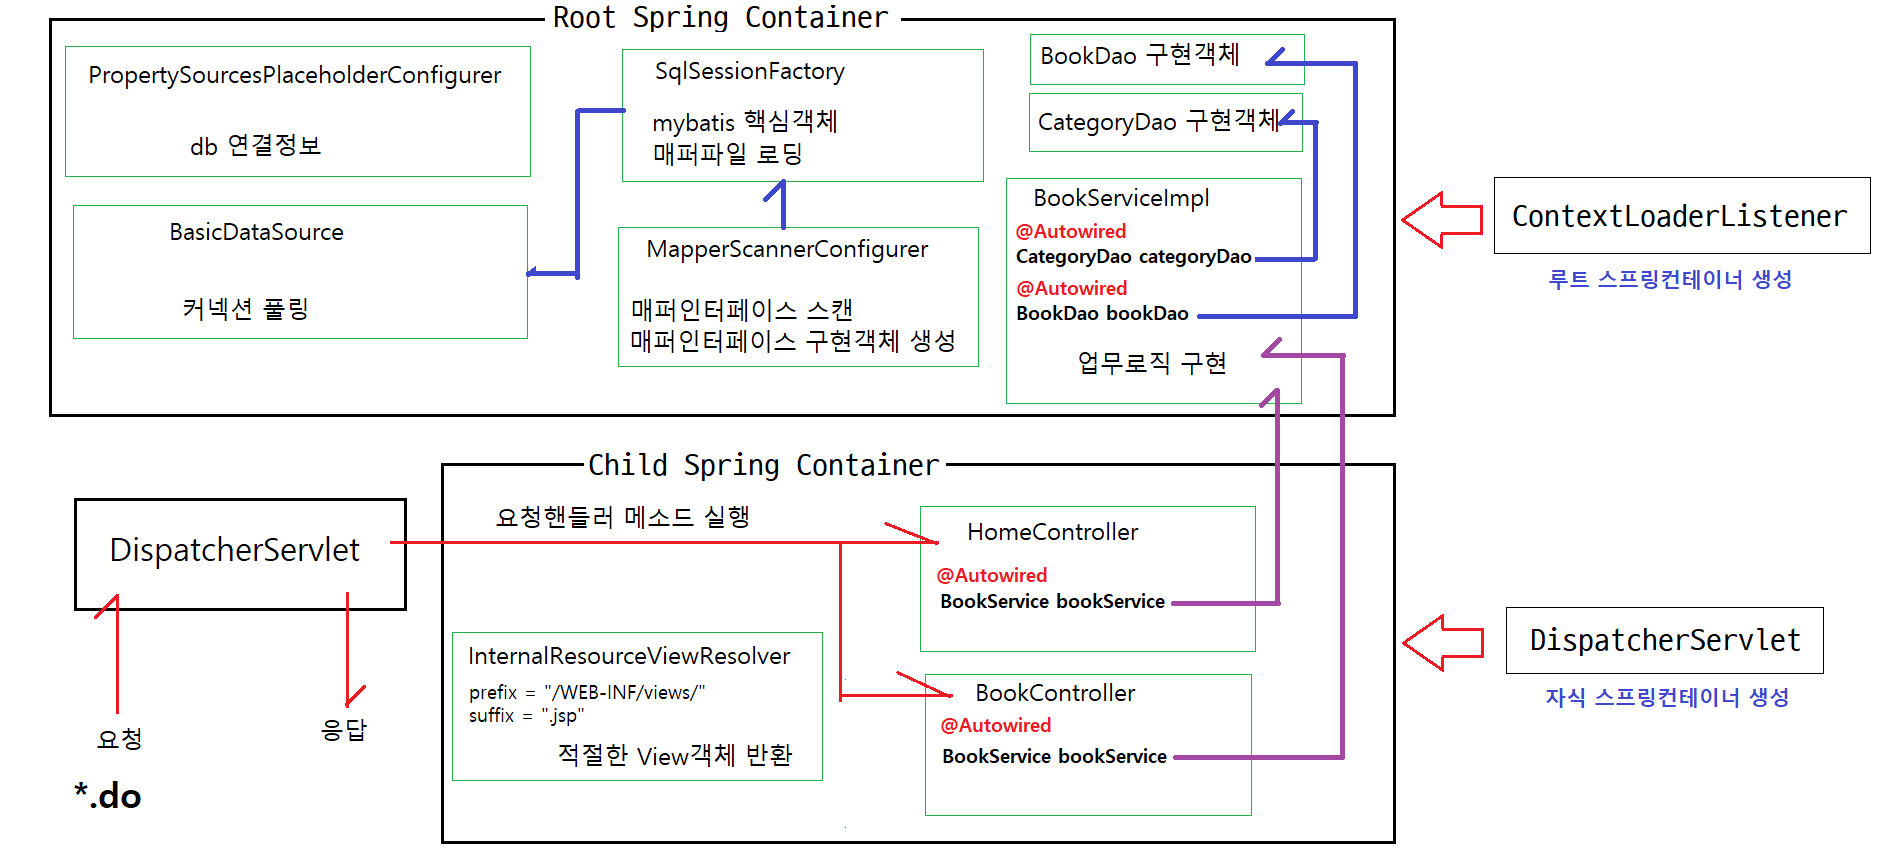 Root Spring Container
PropertySourcesPlaceholderConfigurer
db 연결정보
BasicDataSource
커넥션 풀링
SqlSessionFactory
mybatis 핵심객체
매퍼파일 로딩
MapperScannerConfigurer
매퍼인터페이스 스캔
매퍼인터페이스 구현객체 생성
BookDao 구현객체
CategoryDao 구현객체
BookServiceImpl
@Autowired
CategoryDao categoryDao
@Autowired
BookDao bookDao
업무로직 구현
ContextLoaderListener
루트 스프링컨테이너 생성
Child Spring Container
DispatcherServlet
요청
응답
*.do
요청핸들러 메소드 실행
InternalResourceViewResolver
prefix = "/WEB-INF/views/"
suffix = ".jsp"
적절한 View객체 반환
HomeController
@Autowired
BookService bookService
BookController
@Autowired
BookService bookService
DispatcherServlet
자식 스프링컨테이너 생성